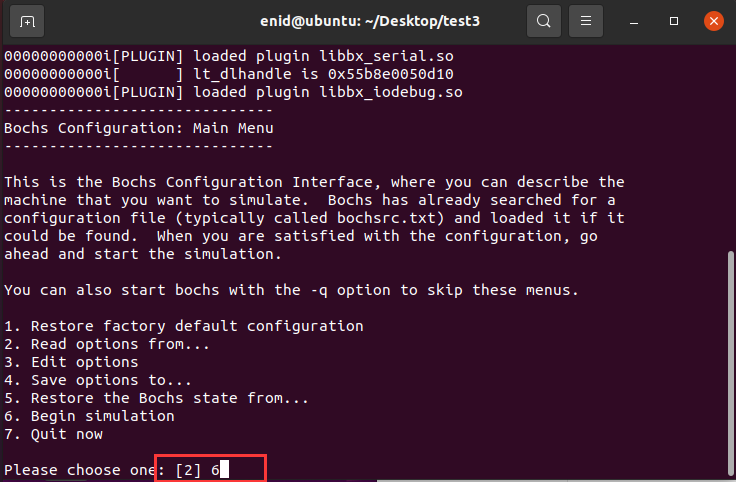 enid@ubuntu: ~/Desktop/test3
00000000000i[PLUGIN] loaded plugin libbx_serial.so
00000000000i[      ] lt_dlhandle is 0x55b8e0050d10
00000000000i[PLUGIN] loaded plugin libbx_iodebug.so
------------------------------
Bochs Configuration: Main Menu
------------------------------
This is the Bochs Configuration Interface, where you can describe the
machine that you want to simulate.  Bochs has already searched for a
configuration file (typically called bochsrc.txt) and loaded it if it
could be found.  When you are satisfied with the configuration, go
ahead and start the simulation.
You can also start bochs with the -q option to skip these menus.
1. Restore factory default configuration
2. Read options from...
3. Edit options
4. Save options to...
5. Restore the Bochs state from...
6. Begin simulation
7. Quit now
Please choose one: [2] 6